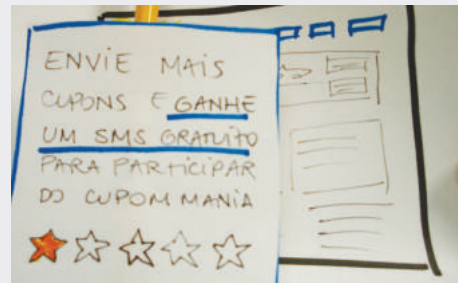 ENVIE MAIS
CUPONS E GANHE
UM SMS GRATUITO
PARA PARTICIPAR
DO CUPOM MANIA